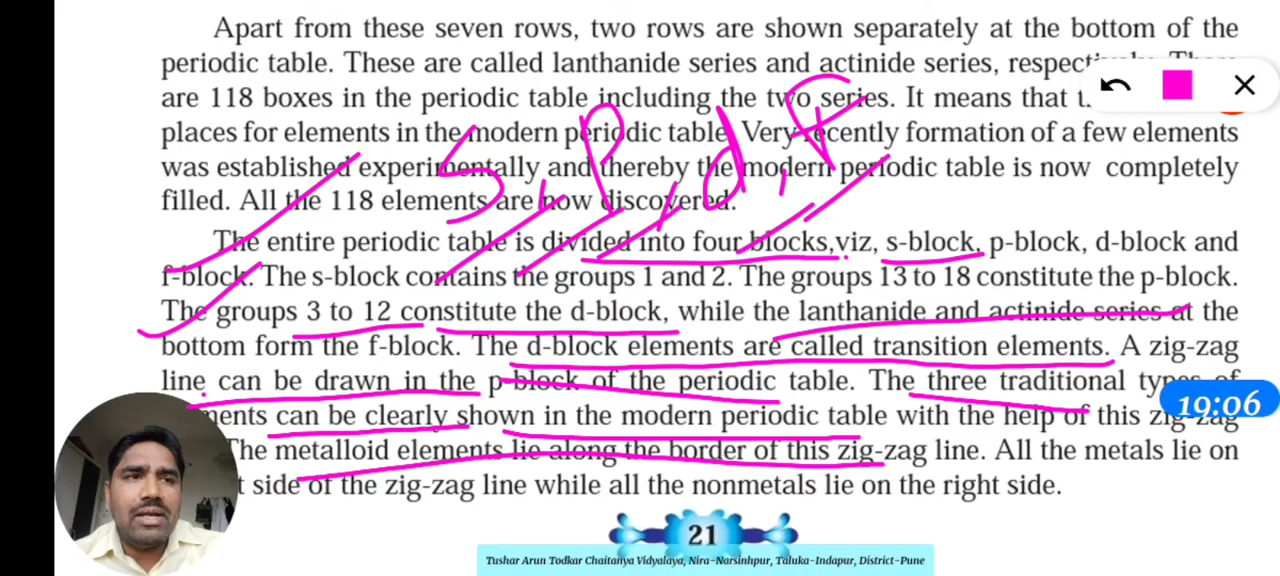 Apart from these seven rows, two rows are shown separately at the bottom of the
periodic table. These are called lanthanide series and actinide series,
are 118 boxes in the periodic table including the two series. It means that
places for elements in the modern periodic table. Very recently formation of a few elements
was established experimentally and thereby the modern periodic table is now completely
filled. All the 118 elements are now discovered.
S, P, d, f
The entire periodic table is divided into four blocks,viz, s-block, p-block, d-block and
f-block. The s-block contains the groups 1 and 2. The groups 13 to 18 constitute the p-block.
The groups 3 to 12 constitute the d-block, while the lanthanide and actinide series at the
bottom form the f-block. The d-block elements are called transition elements. A zig-zag
line can be drawn in the p-block of the periodic table. The three traditional types of
can be clearly shown in the modern periodic table with the help of this zig-zag
The metalloid elements lie along the border of this zig-zag line. All the metals lie on
side of the zig-zag line while all the nonmetals lie on the right side.
19:06
21
Tushar Arun Todkar Chaitanya Vidyalaya, Nira-Narsinhpur, Taluka-Indapur, District-Pune